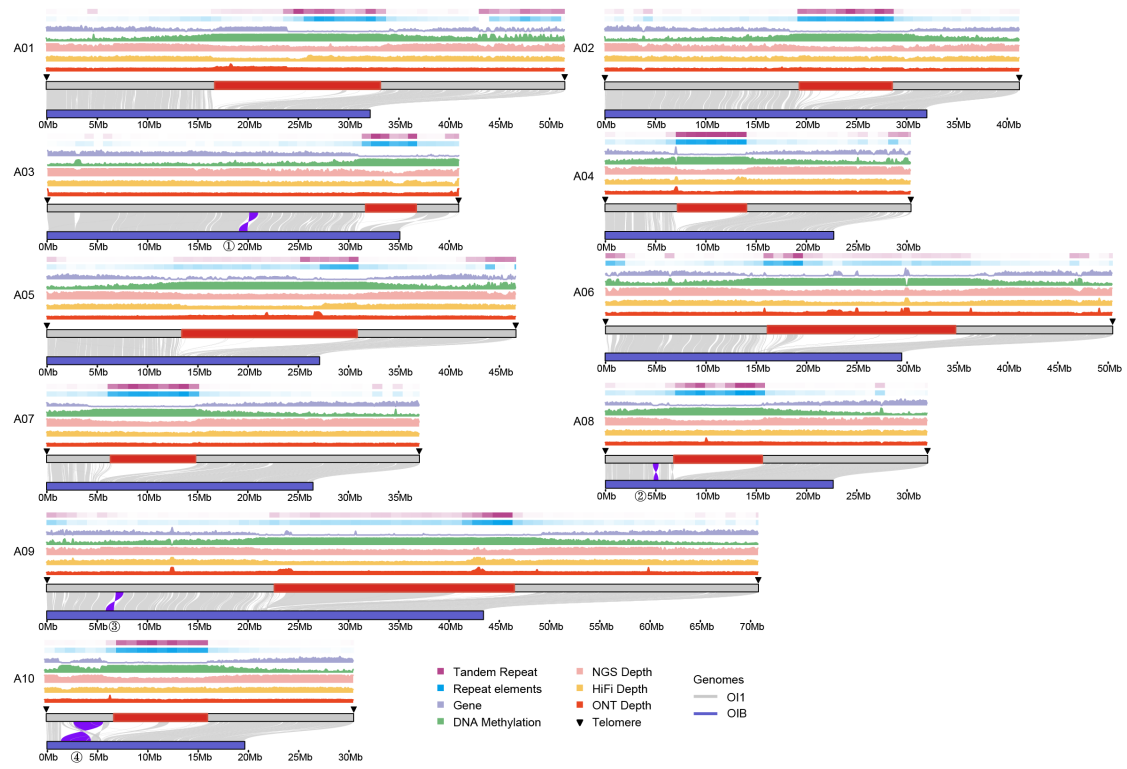 A01
0Mb 5Mb 10Mb 15Mb 20Mb 25Mb 30Mb 35Mb 40Mb 45Mb 50Mb
A02
0Mb 5Mb 10Mb 15Mb 20Mb 25Mb 30Mb 35Mb 40Mb
A03
0Mb 5Mb 10Mb 15Mb ① 20Mb 25Mb 30Mb 35Mb 40Mb
A04
0Mb 5Mb 10Mb 15Mb 20Mb 25Mb 30Mb
A05
0Mb 5Mb 10Mb 15Mb 20Mb 25Mb 30Mb 35Mb 40Mb 45Mb
A06
0Mb 5Mb 10Mb 15Mb 20Mb 25Mb 30Mb 35Mb 40Mb 45Mb 50Mb
A07
0Mb 5Mb 10Mb 15Mb 20Mb 25Mb 30Mb 35Mb
A08
0Mb ② 5Mb 10Mb 15Mb 20Mb 25Mb 30Mb
A09
0Mb 5Mb ③ 10Mb 15Mb 20Mb 25Mb 30Mb 35Mb 40Mb 45Mb 50Mb 55Mb 60Mb 65Mb 70Mb
A10
0Mb ④ 5Mb 10Mb 15Mb 20Mb 25Mb 30Mb
Tandem Repeat
Repeat elements
Gene
DNA Methylation
NGS Depth
HiFi Depth
ONT Depth
Telomere
Genomes
OI1
OIB